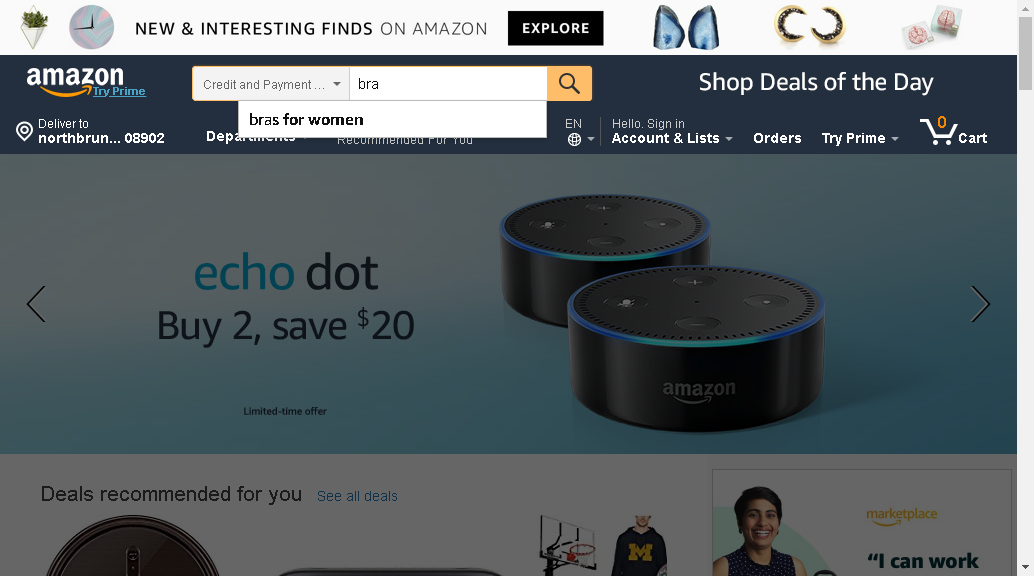 NEW & INTERESTING FINDS ON AMAZON
EXPLORE
amazon
Try Prime
Credit and Payment ...
bra
Shop Deals of the Day
bras for women
Deliver to
northbrun... 08902
Departments
Recommended For You
EN
Hello. Sign in
Account & Lists
Orders
Try Prime
0
Cart
echo dot
Buy 2, save $20
Limited-time offer
amazon
Deals recommended for you
See all deals
M
marketplace
“I can work